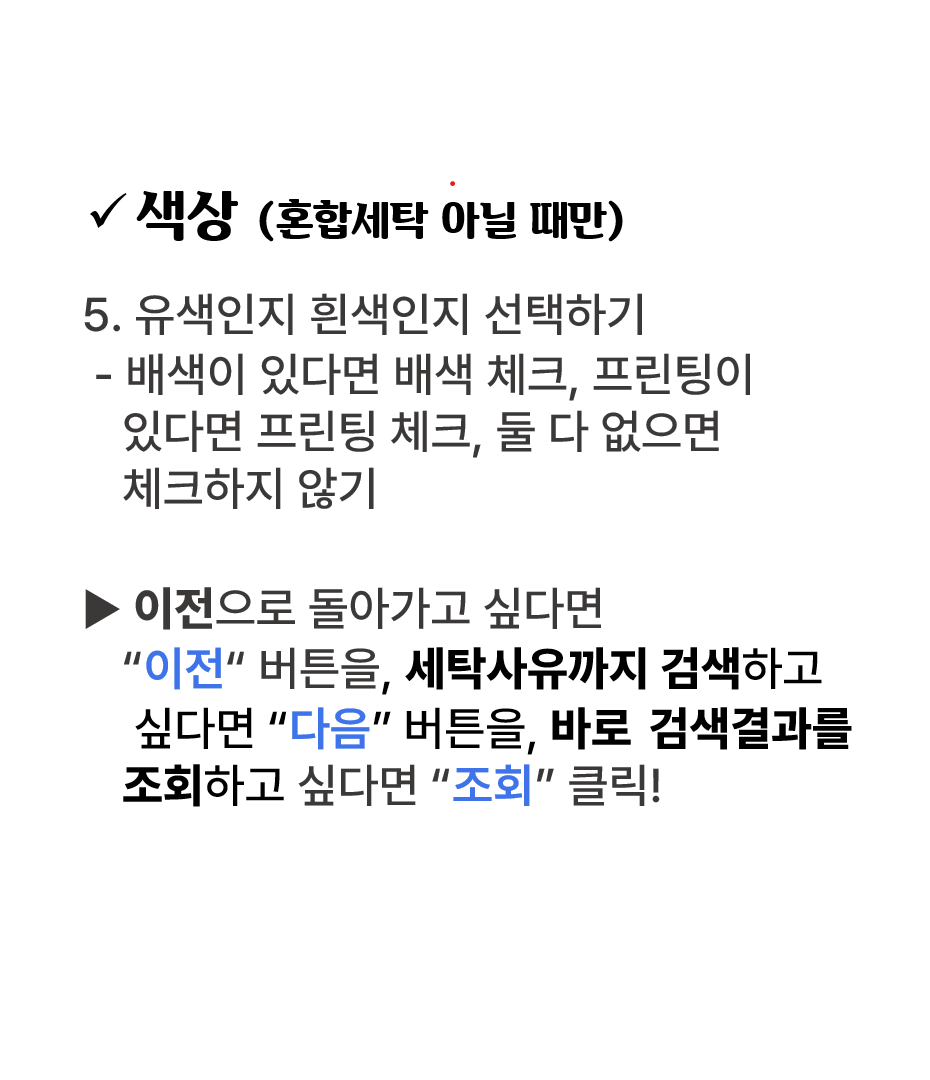 ✓ 색상 (혼합세탁 아닐 때만)
5. 유색인지 흰색인지 선택하기
- 배색이 있다면 배색 체크, 프린팅이
있다면 프린팅 체크, 둘 다 없으면
체크하지 않기
▶ 이전으로 돌아가고 싶다면
“이전“ 버튼을, 세탁사유까지 검색하고
싶다면 “다음” 버튼을, 바로 검색결과를
조회하고 싶다면 “조회” 클릭!